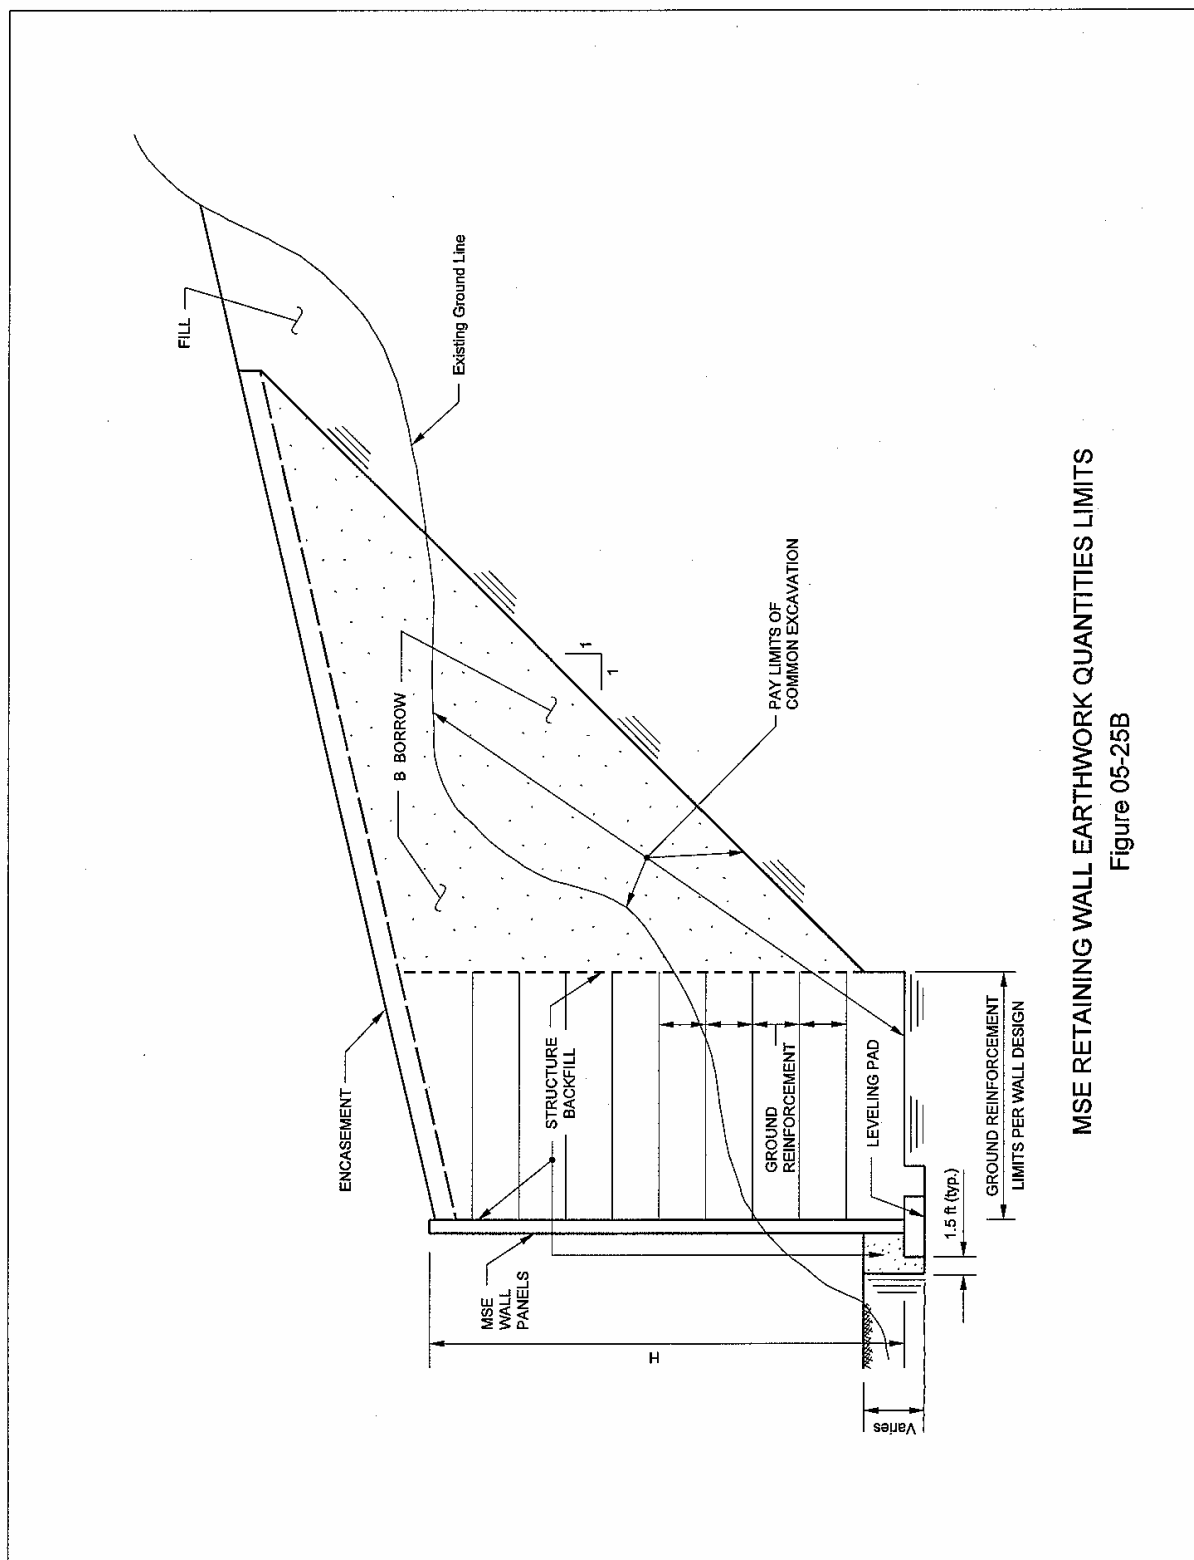 FILL
Existing Ground Line
ENCASEMENT
B BORROW
1
1
PAY LIMITS OF
COMMON EXCAVATION
STRUCTURE
BACKFILL
GROUND
REINFORCEMENT
MSE
WALL
PANELS
H
LEVELING PAD
1.5 ft (typ.)
Varies
GROUND REINFORCEMENT
LIMITS PER WALL DESIGN
MSE RETAINING WALL EARTHWORK QUANTITIES LIMITS
Figure 05-25B